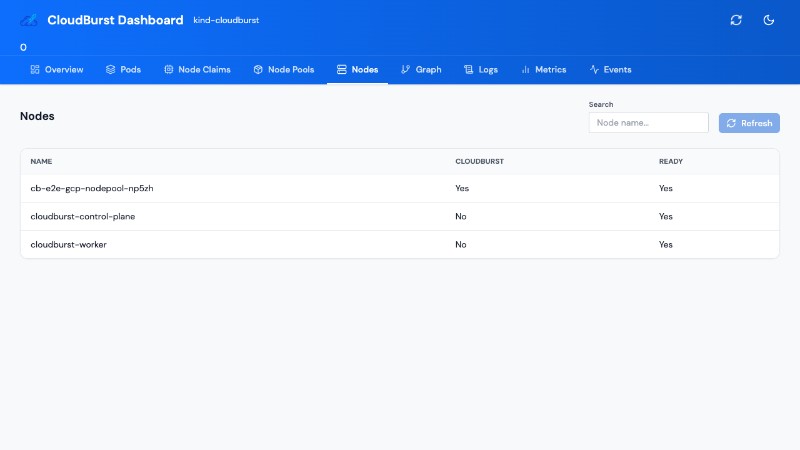 CloudBurst Dashboard kind-cloudburst
0
Overview Pods Node Claims Node Pools Nodes Graph Logs Metrics Events
Nodes
Search
Node name...
Refresh
NAME CLOUDBURST READY
cb-e2e-gcp-nodepool-np5zh Yes Yes
cloudburst-control-plane No Yes
cloudburst-worker No Yes